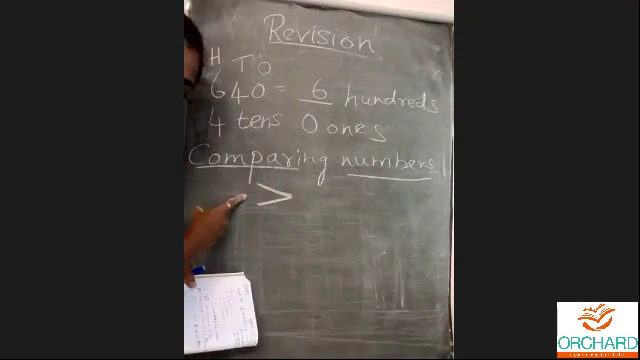 Revision
H T O
640 = 6 hundreds
4 tens 0 ones
Comparing numbers
>
ORCHARD